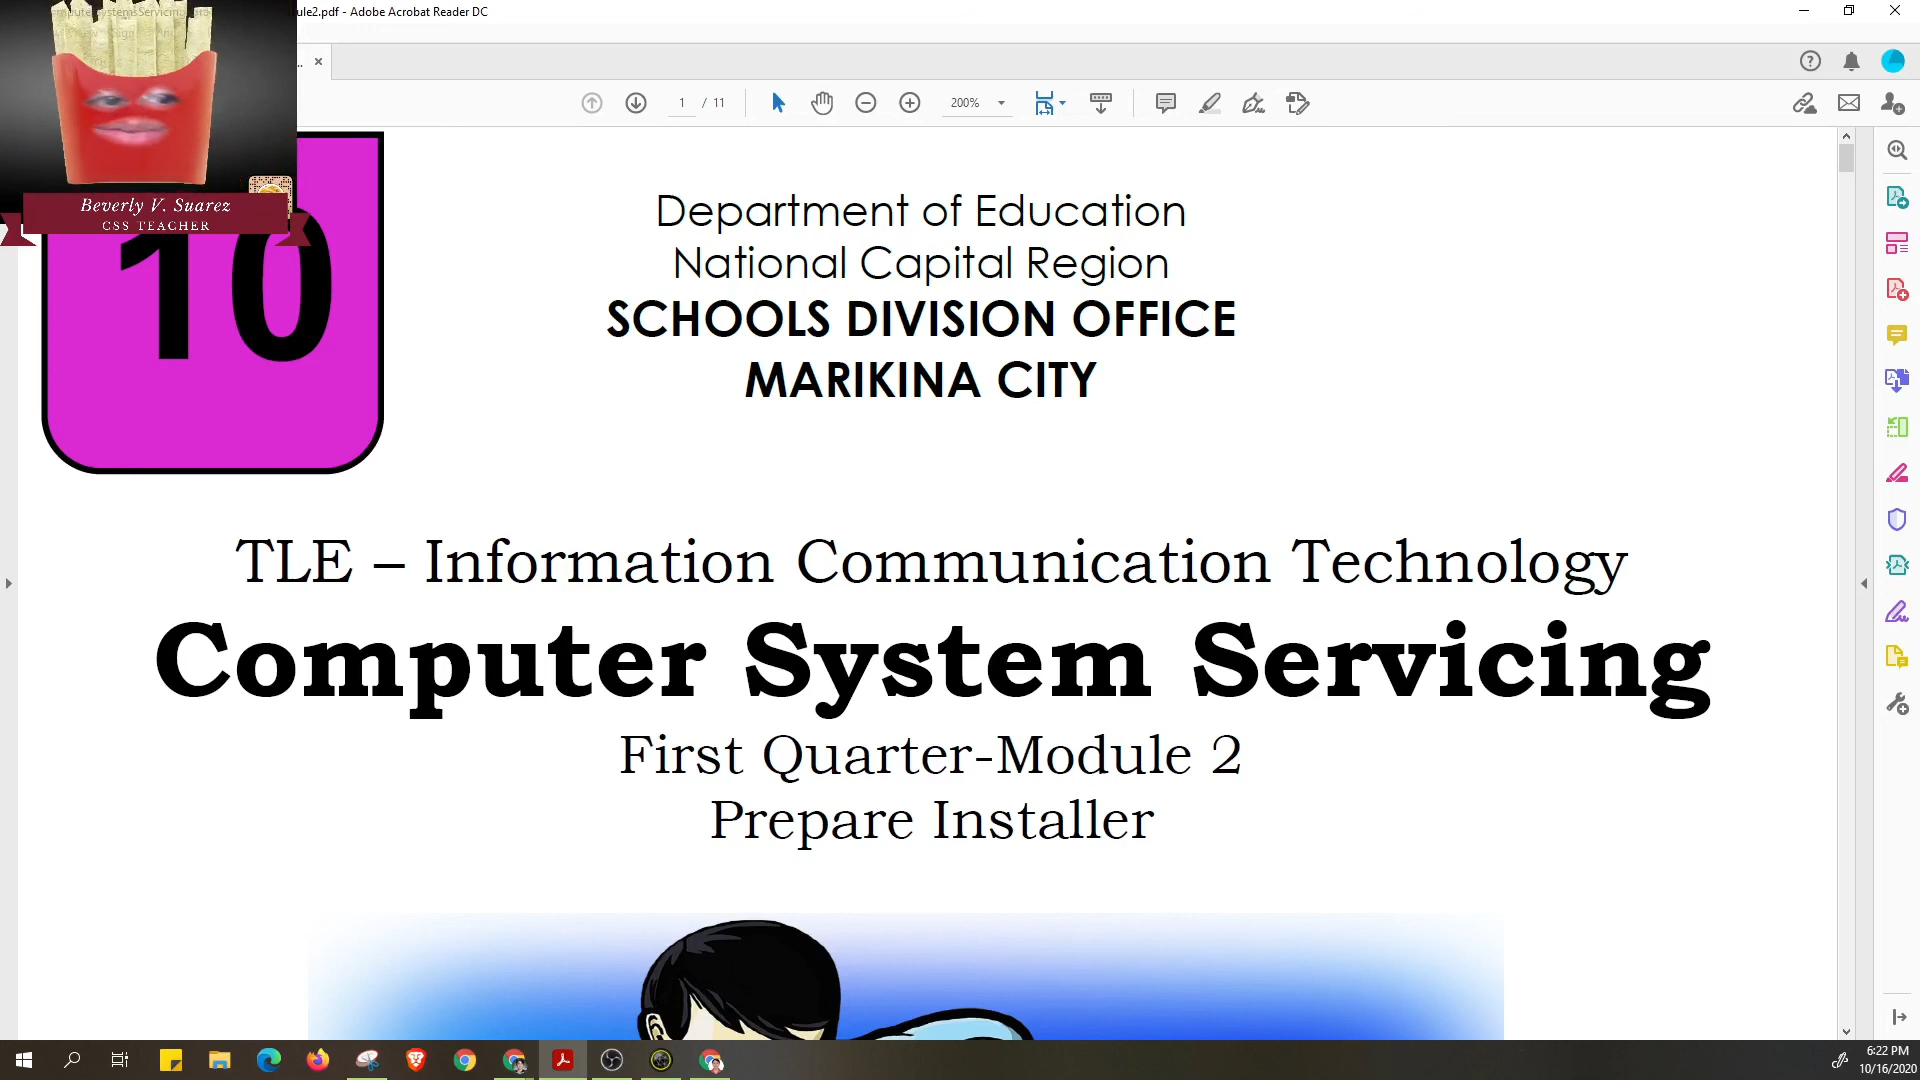 ule2.pdf - Adobe Acrobat Reader DC
1 / 11
200%
Beverly V. Suarez
CSS TEACHER
10
Department of Education
National Capital Region
SCHOOLS DIVISION OFFICE
MARIKINA CITY
TLE – Information Communication Technology
Computer System Servicing
First Quarter-Module 2
Prepare Installer
6:22 PM
10/16/2020